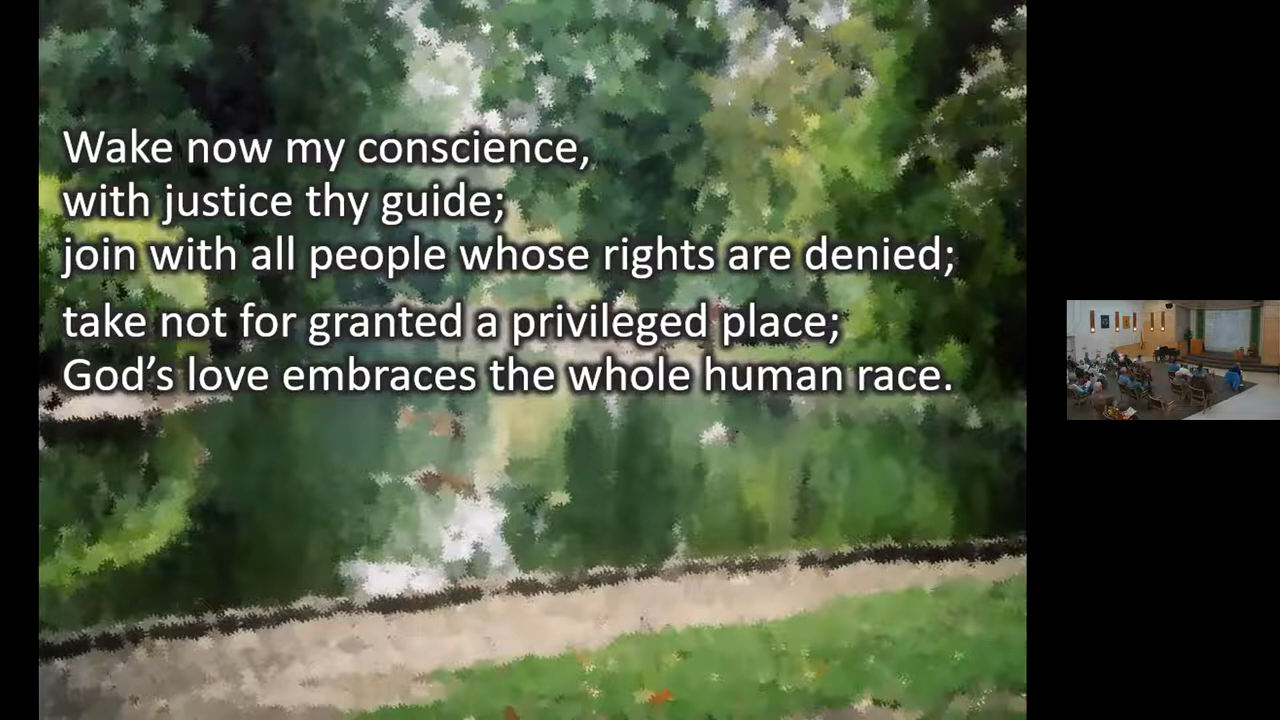 Wake now my conscience,
with justice thy guide;
join with all people whose rights are denied;
take not for granted a privileged place;
God’s love embraces the whole human race.